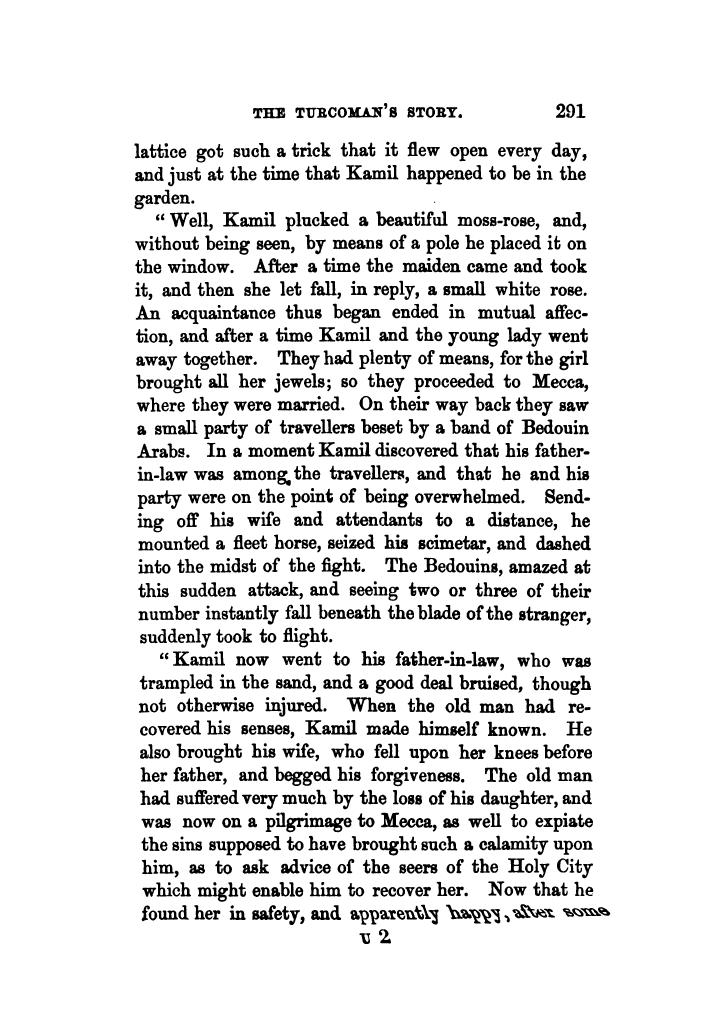 THE TURCOMAN'S STORY. 291
lattice got such a trick that it flew open every day,
and just at the time that Kamil happened to be in the
garden.
“Well, Kamil plucked a beautiful moss-rose, and,
without being seen, by means of a pole he placed it on
the window. After a time the maiden came and took
it, and then she let fall, in reply, a small white rose.
An acquaintance thus began ended in mutual affec-
tion, and after a time Kamil and the young lady went
away together. They had plenty of means, for the girl
brought all her jewels; so they proceeded to Mecca,
where they were married. On their way back they saw
a small party of travellers beset by a band of Bedouin
Arabs. In a moment Kamil discovered that his father-
in-law was among the travellers, and that he and his
party were on the point of being overwhelmed. Send-
ing off his wife and attendants to a distance, he
mounted a fleet horse, seized his scimetar, and dashed
into the midst of the fight. The Bedouins, amazed at
this sudden attack, and seeing two or three of their
number instantly fall beneath the blade of the stranger,
suddenly took to flight.
“Kamil now went to his father-in-law, who was
trampled in the sand, and a good deal bruised, though
not otherwise injured. When the old man had re-
covered his senses, Kamil made himself known. He
also brought his wife, who fell upon her knees before
her father, and begged his forgiveness. The old man
had suffered very much by the loss of his daughter, and
was now on a pilgrimage to Mecca, as well to expiate
the sins supposed to have brought such a calamity upon
him, as to ask advice of the seers of the Holy City
which might enable him to recover her. Now that he
found her in safety, and apparently happy, after some
U 2